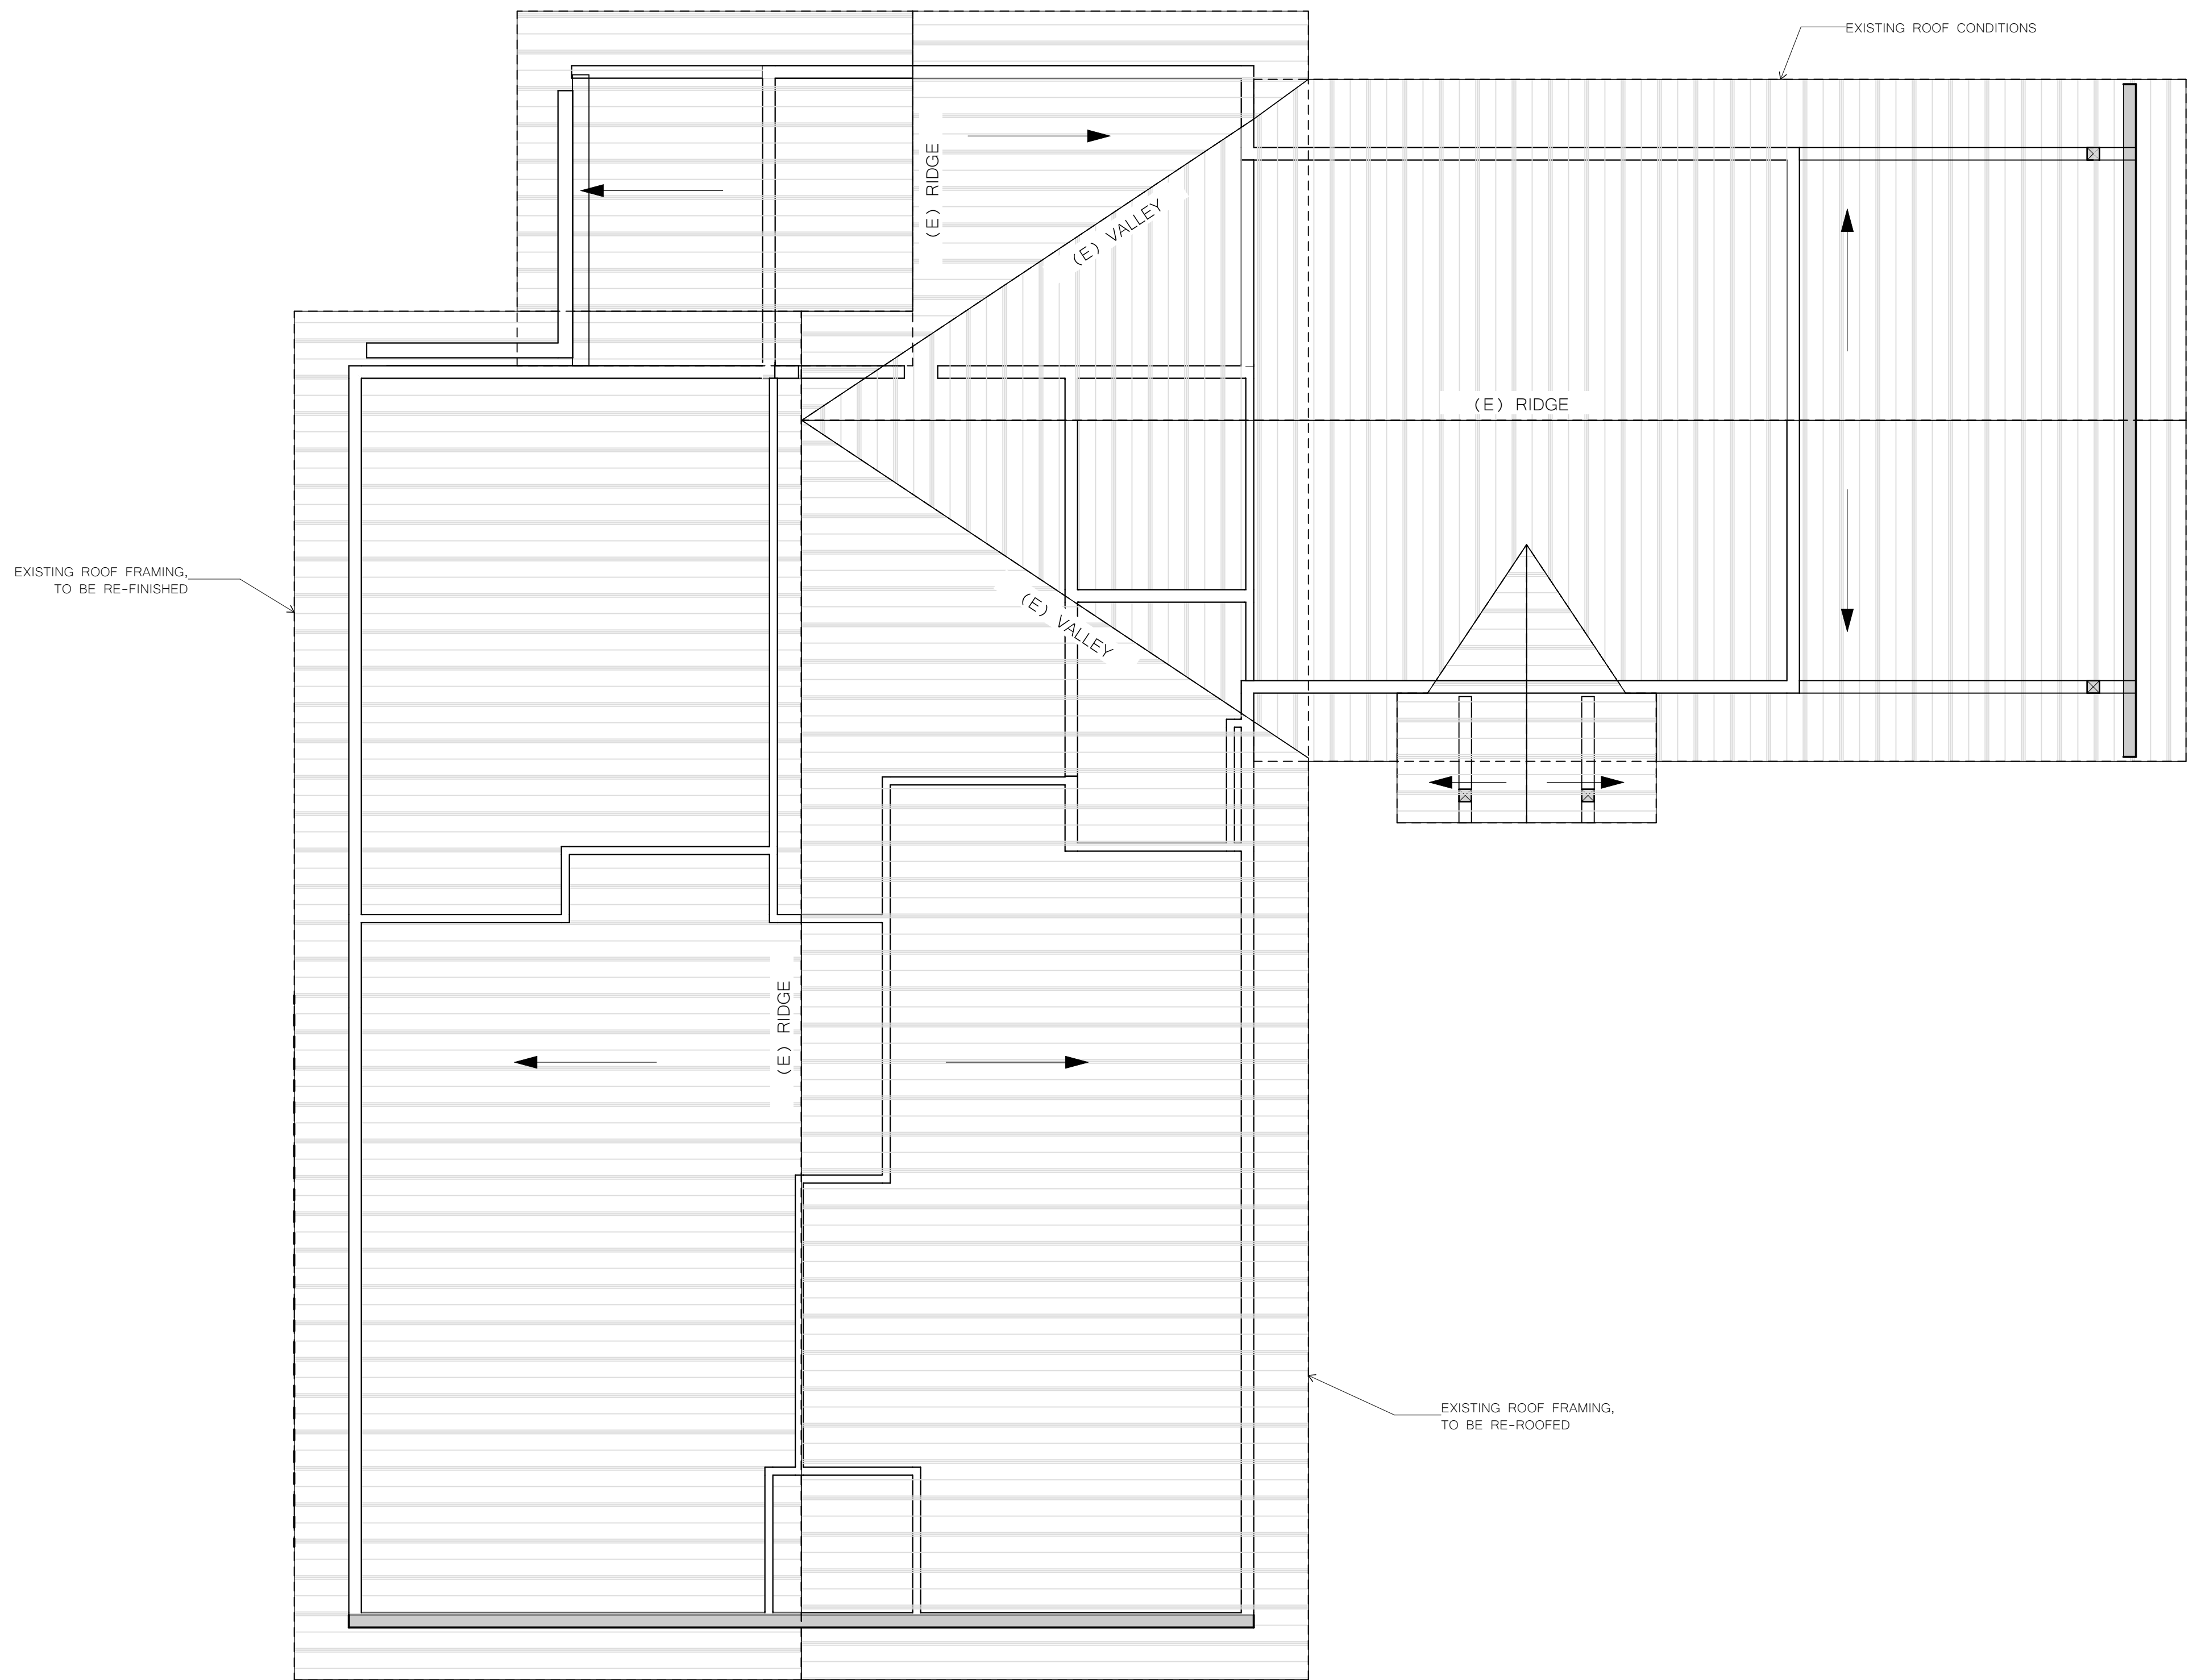 EXISTING ROOF CONDITIONS
(E) RIDGE
(E) VALLEY
(E) RIDGE
EXISTING ROOF FRAMING,
TO BE RE-FINISHED
(E) VALLEY
(E) RIDGE
EXISTING ROOF FRAMING,
TO BE RE-ROOFED